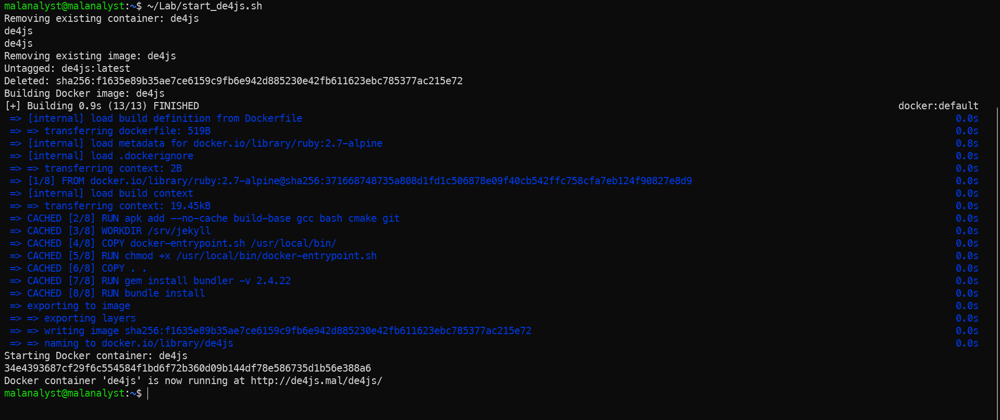 malanalyst@malanalyst:~$ ~/Lab/start_de4js.sh
Removing existing container: de4js
de4js
de4js
Removing existing image: de4js
Untagged: de4js:latest
Deleted: sha256:f1635e89b35ae7ce6159c9fb6e942d885230e42fb611623ebc785377ac215e72
Building Docker image: de4js
[+] Building 0.9s (13/13) FINISHED docker:default
=> [internal] load build definition from Dockerfile 0.0s
=> => transferring dockerfile: 519B 0.0s
=> [internal] load metadata for docker.io/library/ruby:2.7-alpine 0.8s
=> [internal] load .dockerignore 0.0s
=> => transferring context: 2B 0.0s
=> [1/8] FROM docker.io/library/ruby:2.7-alpine@sha256:371668748735a808d1fd1c506878e09f40cb542ffc758cfa7eb124f90827e8d9 0.0s
=> [internal] load build context 0.0s
=> => transferring context: 19.45kB 0.0s
=> CACHED [2/8] RUN apk add --no-cache build-base gcc bash cmake git 0.0s
=> CACHED [3/8] WORKDIR /srv/jekyll 0.0s
=> CACHED [4/8] COPY docker-entrypoint.sh /usr/local/bin/ 0.0s
=> CACHED [5/8] RUN chmod +x /usr/local/bin/docker-entrypoint.sh 0.0s
=> CACHED [6/8] COPY . . 0.0s
=> CACHED [7/8] RUN gem install bundler -v 2.4.22 0.0s
=> CACHED [8/8] RUN bundle install 0.0s
=> exporting to image 0.0s
=> => exporting layers 0.0s
=> => writing image sha256:f1635e89b35ae7ce6159c9fb6e942d885230e42fb611623ebc785377ac215e72 0.0s
=> => naming to docker.io/library/de4js 0.0s
Starting Docker container: de4js
34e4393687cf29f6c554584f1bd6f72b360d09b144df78e586735d1b56e388a6
Docker container 'de4js' is now running at http://de4js.mal/de4js/
malanalyst@malanalyst:~$